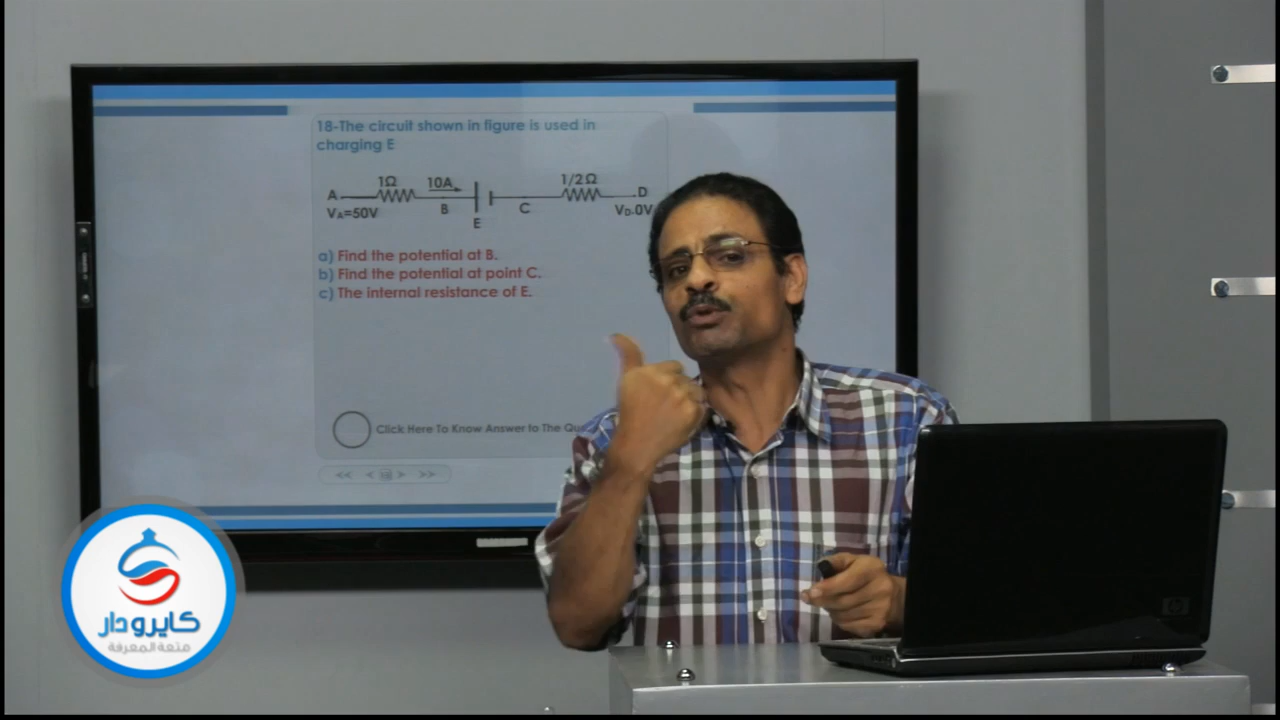 18-The circuit shown in figure is used in
charging E
1Ω 10A 1/2Ω
A B E C D
VA=50V VD.0V
a) Find the potential at B.
b) Find the potential at point C.
c) The internal resistance of E.
Click Here To Know Answer to The
كايرودار
متعة المعرفة